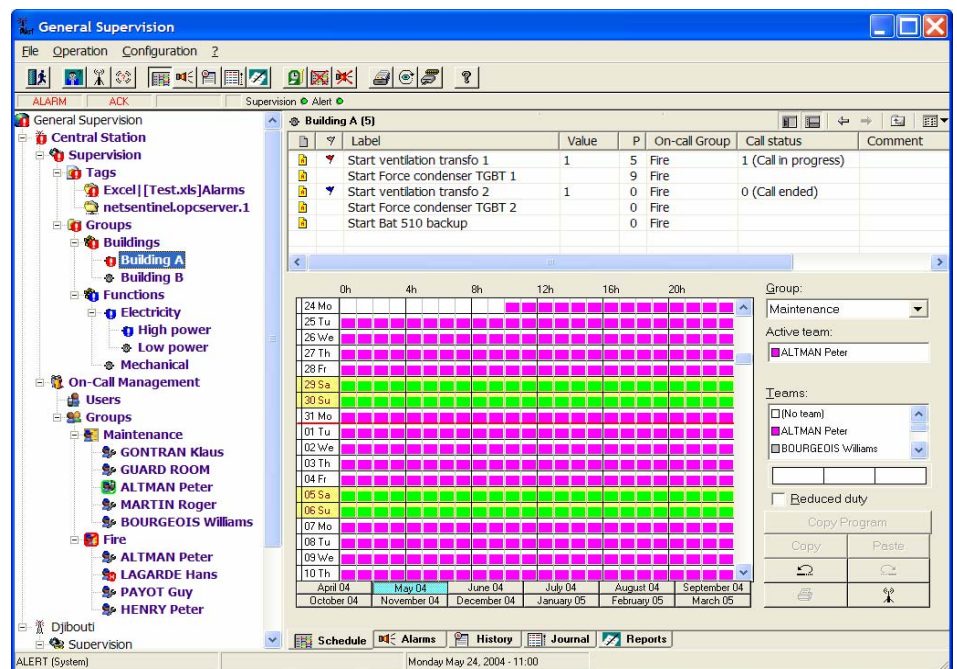 General Supervision
File Operation Configuration ?
ALARM ACK Supervision Alert
General Supervision
Central Station
Supervision
Tags
Excel|[Test.xls]Alarms
netsentinel.opcserver.1
Groups
Buildings
Building A
Building B
Functions
Electricity
High power
Low power
Mechanical
On-Call Management
Users
Groups
Maintenance
GONTRAN Klaus
GUARD ROOM
ALTMAN Peter
MARTIN Roger
BOURGEOIS Williams
Fire
ALTMAN Peter
LAGARDE Hans
PAYOT Guy
HENRY Peter
Djibouti
Supervision
Building A (5)
Label Value P On-call Group Call status Comment
Start ventilation transfo 1 1 5 Fire 1 (Call in progress)
Start Force condenser TGBT 1 9 Fire
Start ventilation transfo 2 1 0 Fire 0 (Call ended)
Start Force condenser TGBT 2 0 Fire
Start Bat 510 backup 0 Fire
0h 4h 8h 12h 16h 20h
24 Mo
25 Tu
26 We
27 Th
28 Fr
29 Sa
30 Su
31 Mo
01 Tu
02 We
03 Th
04 Fr
05 Sa
06 Su
07 Mo
08 Tu
09 We
10 Th
April 04 May 04 June 04 July 04 August 04 September 04
October 04 November 04 December 04 January 05 February 05 March 05
Group:
Maintenance
Active team:
ALTMAN Peter
Teams:
(No team)
ALTMAN Peter
BOURGEOIS Williams
Reduced duty
Copy Program
Copy Paste
Schedule Alarms History Journal Reports
ALERT (System) Monday May 24, 2004 - 11:00